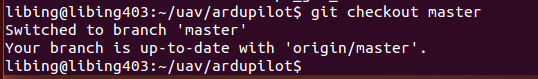 libing@libing403:~/uav/ardupilot$ git checkout master
Switched to branch 'master'
Your branch is up-to-date with 'origin/master'.
libing@libing403:~/uav/ardupilot$